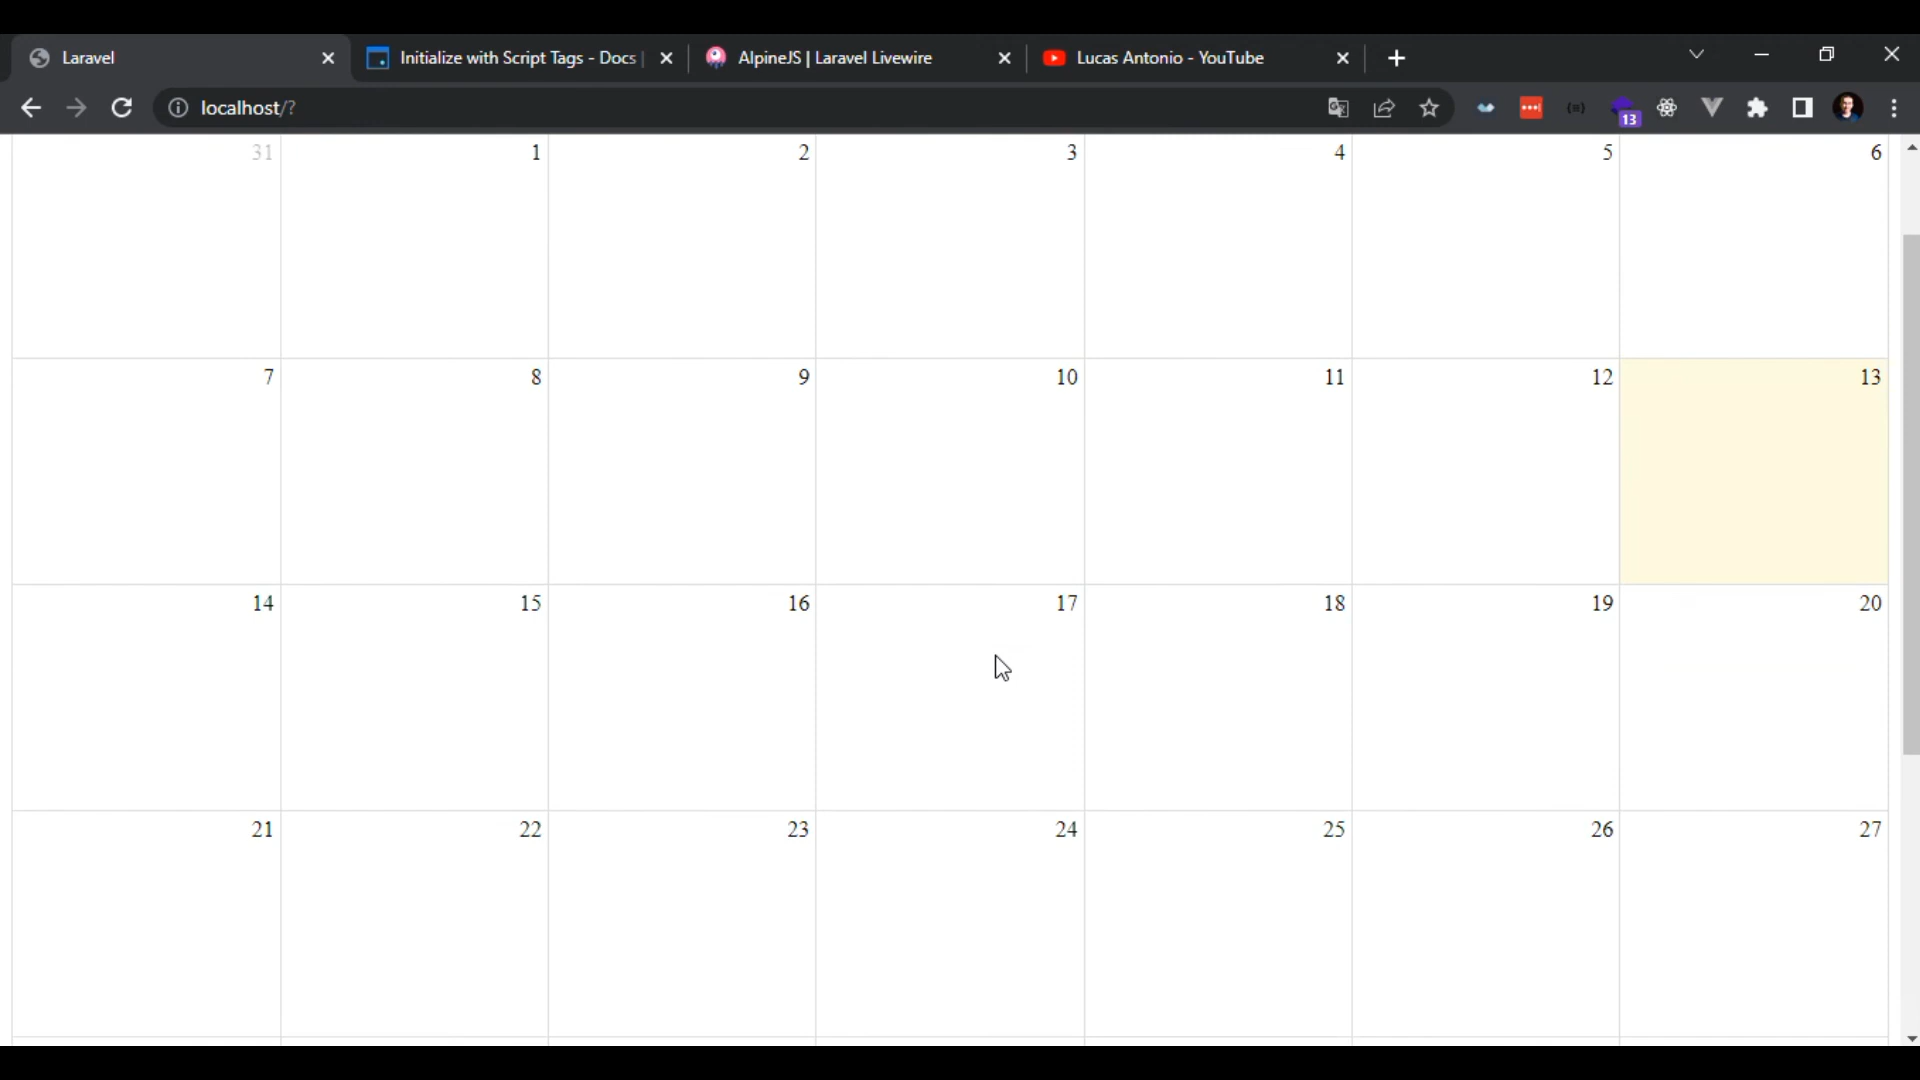 Laravel
Initialize with Script Tags - Docs
AlpineJS | Laravel Livewire
Lucas Antonio - YouTube
localhost/?
13
31 1 2 3 4 5 6
7 8 9 10 11 12 13
14 15 16 17 18 19 20
21 22 23 24 25 26 27